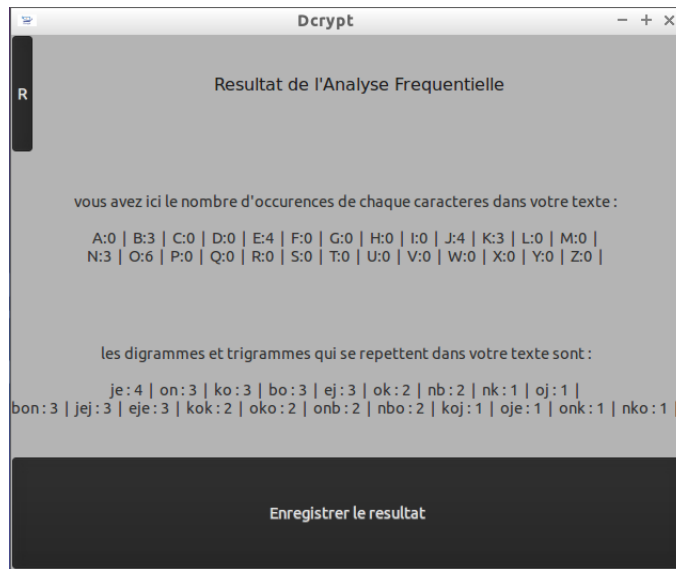 Dcrypt
R
Resultat de l'Analyse Frequentielle
vous avez ici le nombre d'occurences de chaque caracteres dans votre texte :
A:0 | B:3 | C:0 | D:0 | E:4 | F:0 | G:0 | H:0 | I:0 | J:4 | K:3 | L:0 | M:0 |
N:3 | O:6 | P:0 | Q:0 | R:0 | S:0 | T:0 | U:0 | V:0 | W:0 | X:0 | Y:0 | Z:0 |
les digrammes et trigrammes qui se repettent dans votre texte sont :
je : 4 | on : 3 | ko : 3 | bo : 3 | ej : 3 | ok : 2 | nb : 2 | nk : 1 | oj : 1 |
bon : 3 | jej : 3 | eje : 3 | kok : 2 | oko : 2 | onb : 2 | nbo : 2 | koj : 1 | oje : 1 | onk : 1 | nko : 1 |
Enregistrer le resultat